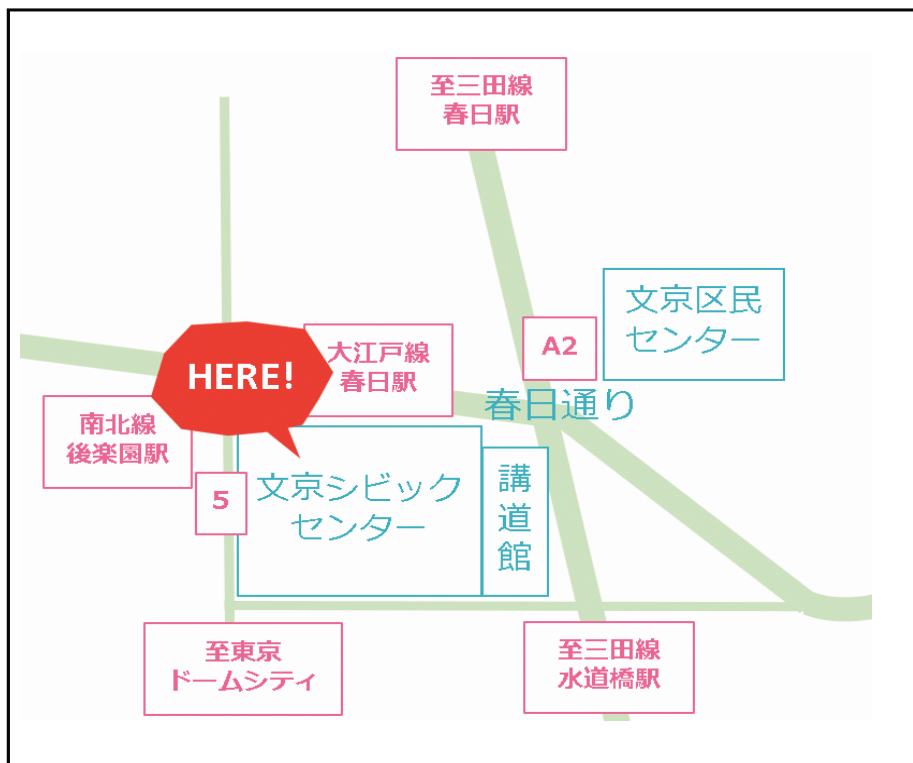 至三田線
春日駅
文京区民
センター
A2
大江戸線
春日駅
HERE!
春日通り
南北線
後楽園駅
5
文京シビック
センター
講道館
至東京
ドームシティ
至三田線
水道橋駅